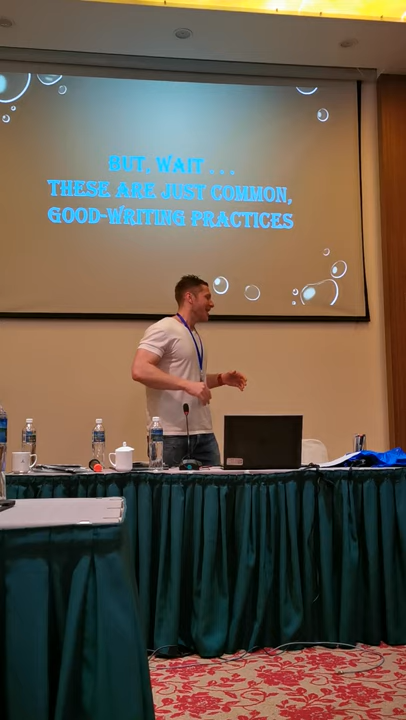 BUT, WAIT . . .
THESE ARE JUST COMMON,
GOOD-WRITING PRACTICES